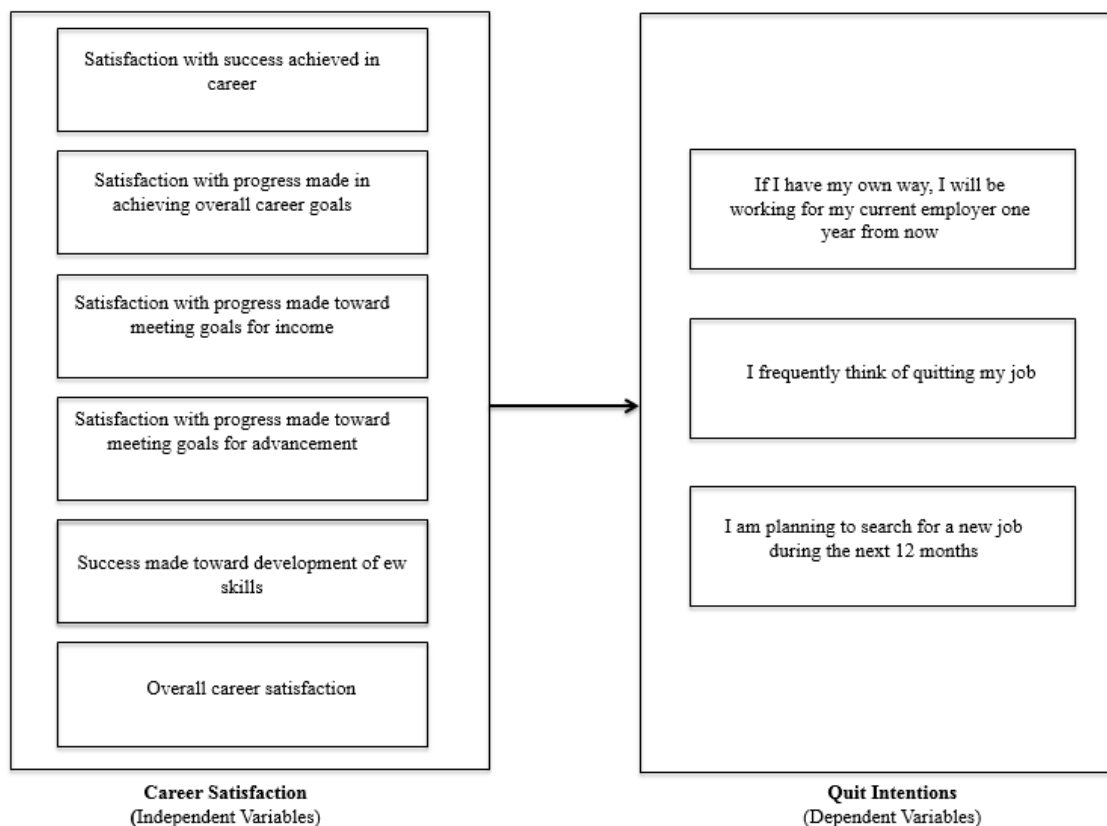 Satisfaction with success achieved in
career
Satisfaction with progress made in
achieving overall career goals
Satisfaction with progress made toward
meeting goals for income
Satisfaction with progress made toward
meeting goals for advancement
Success made toward development of ew
skills
Overall career satisfaction
Career Satisfaction
(Independent Variables)
If I have my own way, I will be
working for my current employer one
year from now
I frequently think of quitting my job
I am planning to search for a new job
during the next 12 months
Quit Intentions
(Dependent Variables)